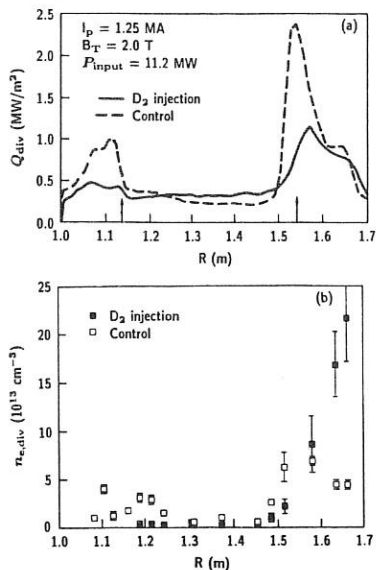 (a)
I_p = 1.25 MA
B_T = 2.0 T
P_input = 11.2 MW
D₂ injection
Control
Q_div (MW/m²)
2.5
2.0
1.5
1.0
0.5
0.0
1.0 1.1 1.2 1.3 1.4 1.5 1.6 1.7
R (m)
(b)
D₂ injection
Control
n_e,div (10¹³ cm⁻³)
25
20
15
10
5
0
1.0 1.1 1.2 1.3 1.4 1.5 1.6 1.7
R (m)